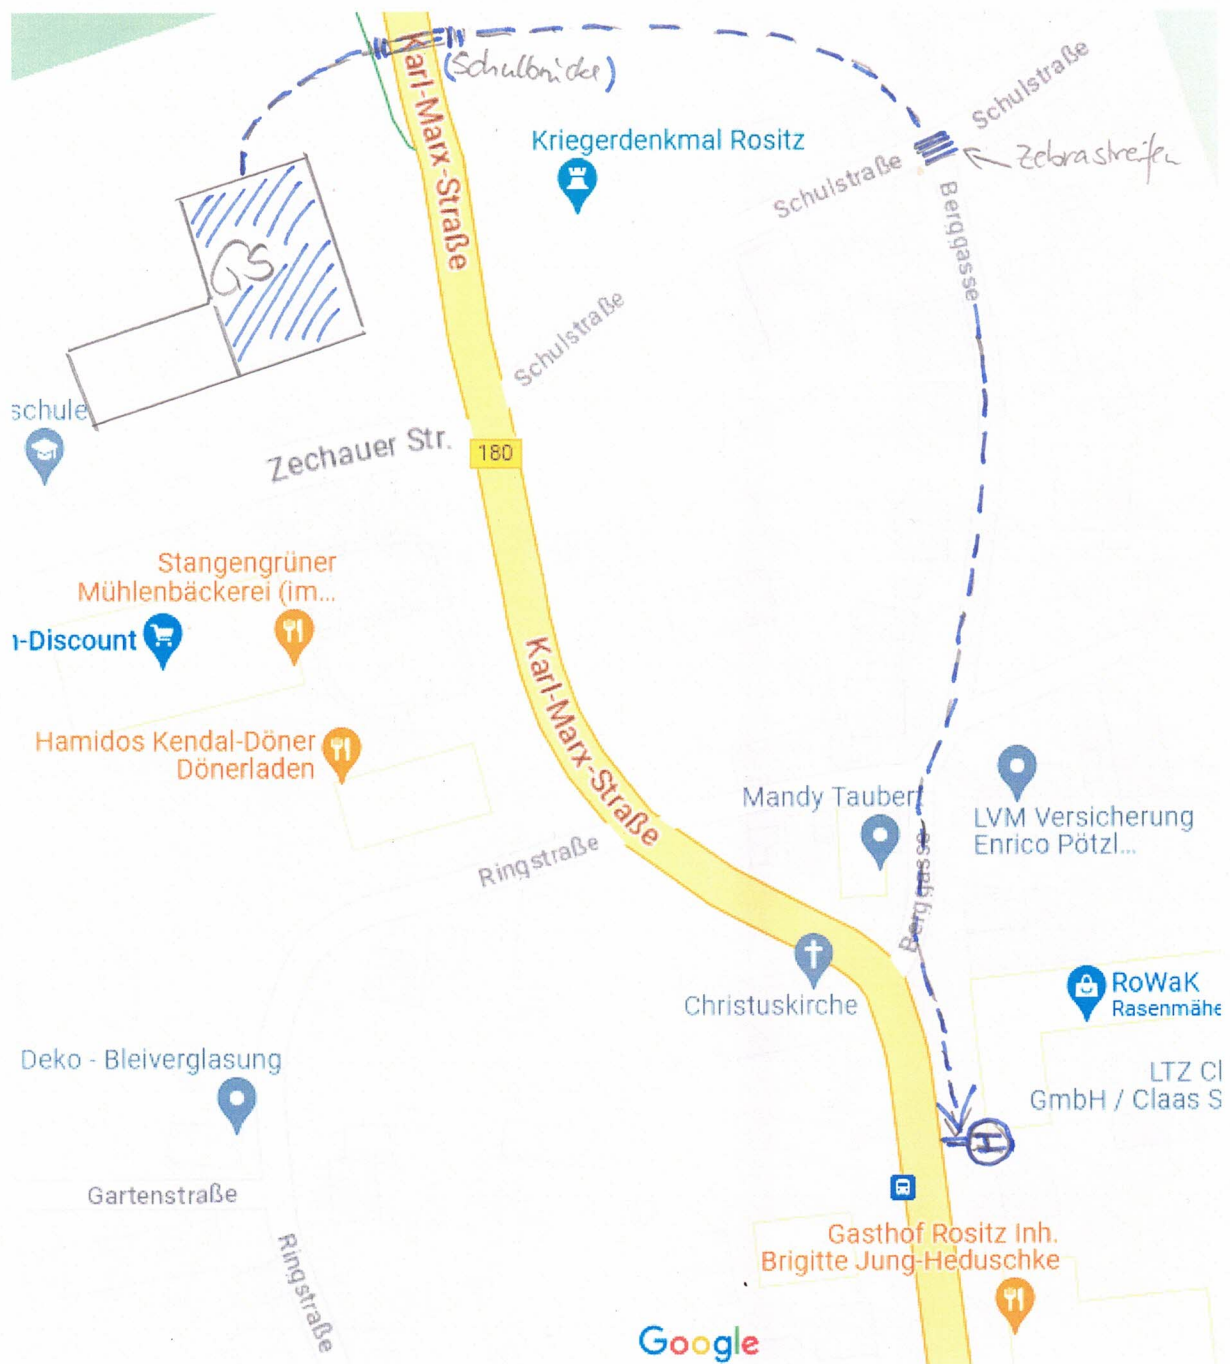 Karl-Marx-Straße
(Schulbrücke)
Schulstraße
Kriegerdenkmal Rositz
Zebrastreifen
Schulstraße
Berggasse
GS
Schulstraße
schule
Zechauer Str.
180
Stangengrüner
Mühlenbäckerei (im...
n-Discount
Karl-Marx-Straße
Hamidos Kendal-Döner
Dönerladen
Mandy Taubert
LVM Versicherung
Enrico Pötzl...
Ringstraße
Berggasse
Christuskirche
RoWaK
Rasenmähe
Deko - Bleiverglasung
LTZ Cl
GmbH / Claas S
H
Gartenstraße
Gasthof Rositz Inh.
Brigitte Jung-Heduschke
Ringstraße
Google